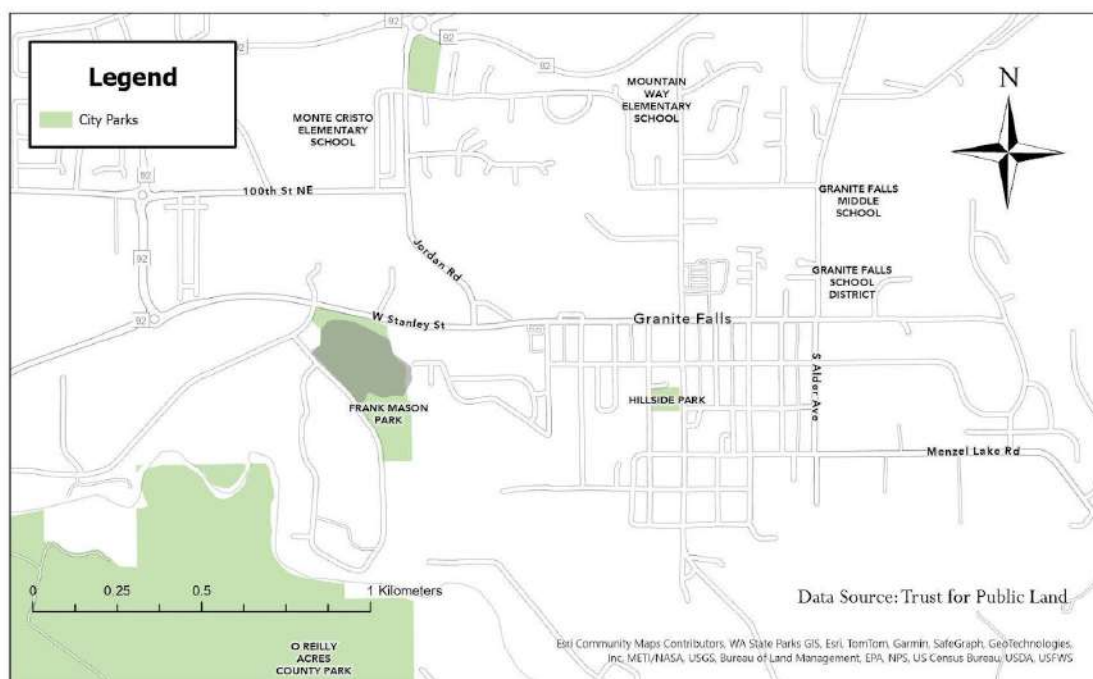 92
92
92
92
Legend
City Parks
N
MOUNTAIN
WAY
ELEMENTARY
SCHOOL
MONTE CRISTO
ELEMENTARY
SCHOOL
92
100th St NE
GRANITE FALLS
MIDDLE
SCHOOL
Jordan Rd
92
GRANITE FALLS
SCHOOL
DISTRICT
92
W Stanley St
Granite Falls
S Alder Ave
HILLSIDE PARK
FRANK MASON
PARK
Menzel Lake Rd
0 0.25 0.5 1 Kilometers
Data Source: Trust for Public Land
O REILLY
ACRES
COUNTY PARK
Esri Community Maps Contributors, WA State Parks GIS, Esri, TomTom, Garmin, SafeGraph, GeoTechnologies,
Inc, METI/NASA, USGS, Bureau of Land Management, EPA, NPS, US Census Bureau, USDA, USFWS